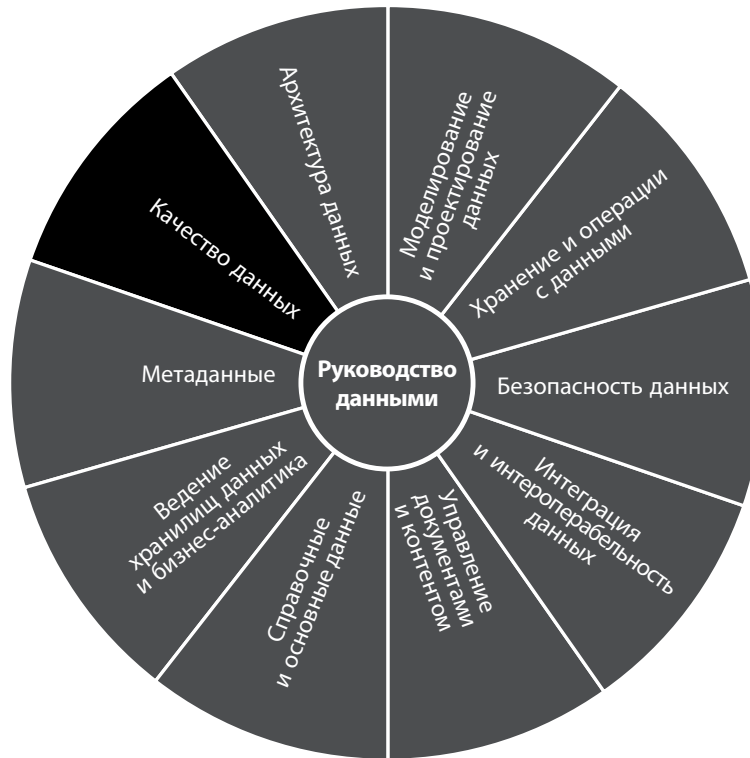 Архитектура данных
Моделирование
и проектирование
данных
Хранение и операции
с данными
Безопасность данных
Интеграция
и интероперабельность
данных
Управление
документами
и контентом
Справочные
и основные данные
Ведение
хранилищ данных
и бизнес-аналитика
Метаданные
Качество данных
Руководство
данными